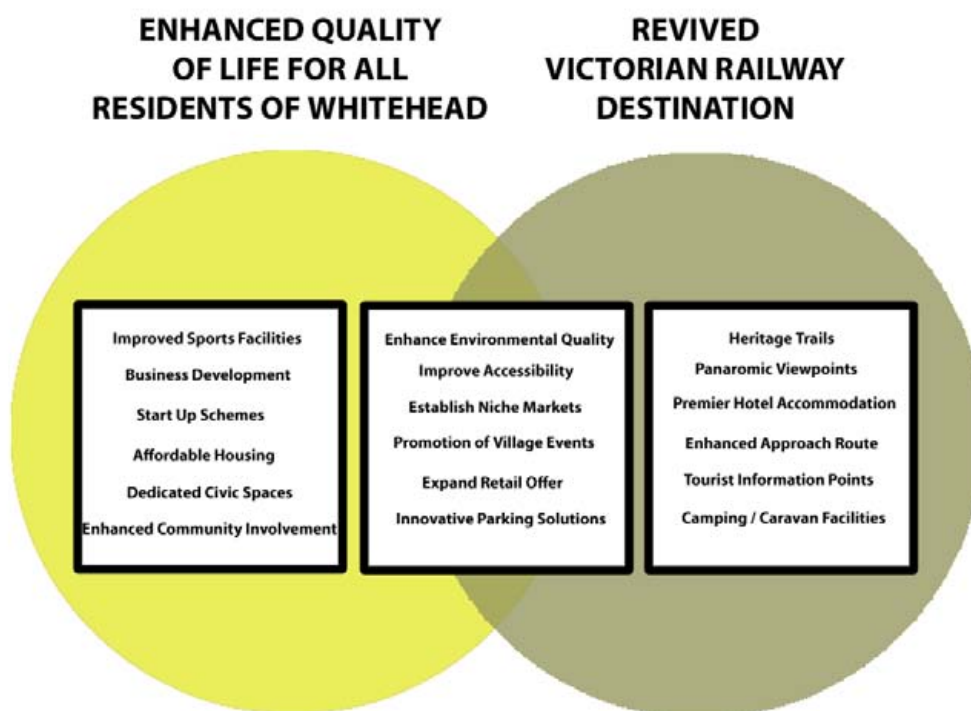 ENHANCED QUALITY
OF LIFE FOR ALL
RESIDENTS OF WHITEHEAD
REVIVED
VICTORIAN RAILWAY
DESTINATION
Improved Sports Facilities
Business Development
Start Up Schemes
Affordable Housing
Dedicated Civic Spaces
Enhanced Community Involvement
Enhance Environmental Quality
Improve Accessibility
Establish Niche Markets
Promotion of Village Events
Expand Retail Offer
Innovative Parking Solutions
Heritage Trails
Panaromic Viewpoints
Premier Hotel Accommodation
Enhanced Approach Route
Tourist Information Points
Camping / Caravan Facilities